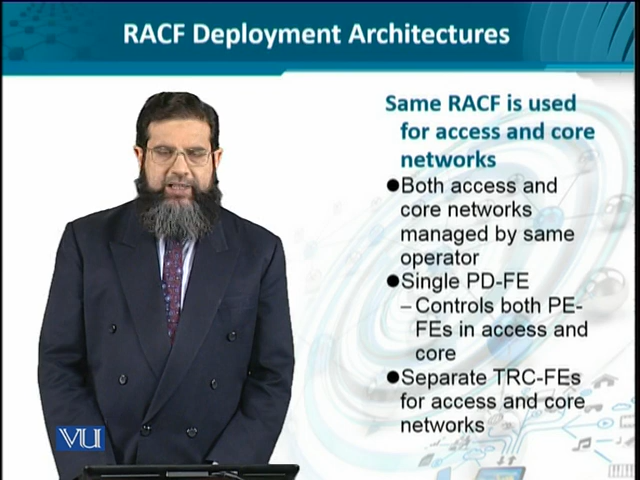 RACF Deployment Architectures
Same RACF is used
for access and core
networks
●Both access and
core networks
managed by same
operator
●Single PD-FE
– Controls both PE-
FEs in access and
core
●Separate TRC-FEs
for access and core
networks
VU